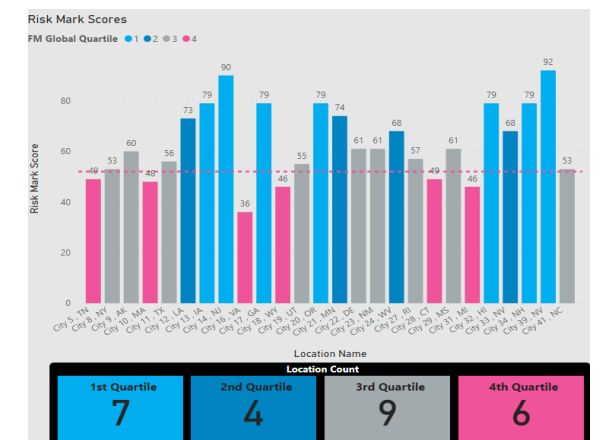 Risk Mark Scores
FM Global Quartile 1 2 3 4
Risk Mark Score
80
60
40
20
0
49
53
60
48
56
73
79
90
36
79
46
55
79
74
61
61
68
57
49
61
46
79
68
79
92
53
City 5 , TN
City 8 , NY
City 9 , AK
City 10 , MA
City 11 , TX
City 12 , LA
City 13 , IA
City 14 , NJ
City 16 , VA
City 17 , GA
City 18 , WY
City 19 , UT
City 20 , OR
City 21 , MN
City 22 , DE
City 23 , NM
City 24 , WV
City 27 , RI
City 28 , CT
City 29 , MS
City 31 , MI
City 32 , HI
City 33 , NV
City 34 , NH
City 39 , NV
City 41 , NC
Location Name
Location Count
1st Quartile
7
2nd Quartile
4
3rd Quartile
9
4th Quartile
6